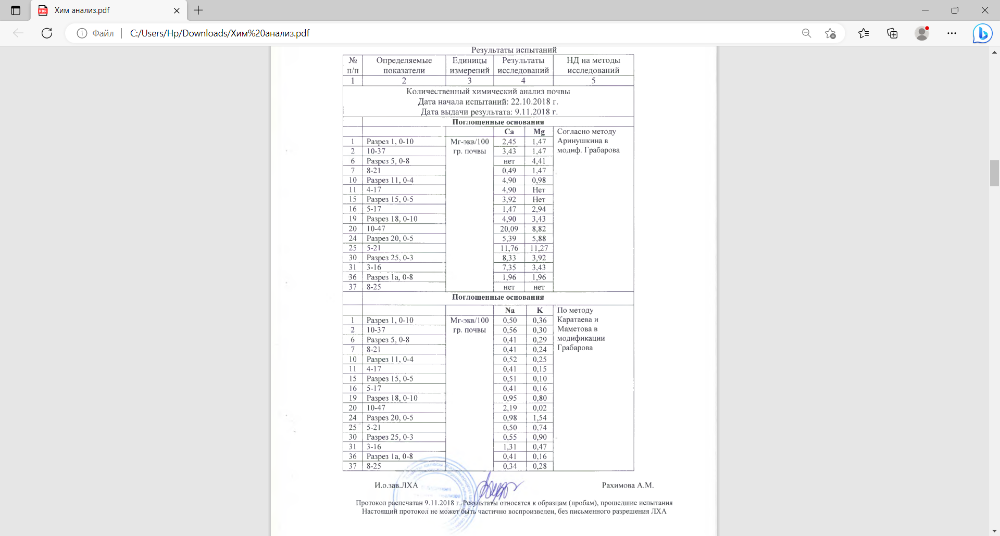 Хим анализ.pdf
Файл C:/Users/Hp/Downloads/Хим%20анализ.pdf
Результаты испытаний
№ п/п Определяемые показатели Единицы измерений Результаты исследований НД на методы исследований
1 2 3 4 5
Количественный химический анализ почвы
Дата начала испытаний: 22.10.2018 г.
Дата выдачи результата: 9.11.2018 г.
Поглощенные основания
Ca Mg Согласно методу
1 Разрез 1, 0-10 Мг-экв/100 2,45 1,47 Аринушкина в
2 10-37 гр. почвы 3,43 1,47 модиф. Грабарова
6 Разрез 5, 0-8 нет 4,41
7 8-21 0,49 1,47
10 Разрез 11, 0-4 4,90 0,98
11 4-17 4,90 Нет
15 Разрез 15, 0-5 3,92 Нет
16 5-17 1,47 2,94
19 Разрез 18, 0-10 4,90 3,43
20 10-47 20,09 8,82
24 Разрез 20, 0-5 5,39 5,88
25 5-21 11,76 11,27
30 Разрез 25, 0-3 8,33 3,92
31 3-16 7,35 3,43
36 Разрез 1а, 0-8 1,96 1,96
37 8-25 нет нет
Поглощенные основания
Na K По методу
1 Разрез 1, 0-10 Мг-экв/100 0,50 0,36 Каратаева и
2 10-37 гр. почвы 0,56 0,30 Маметова в
6 Разрез 5, 0-8 0,41 0,29 модификации
7 8-21 0,41 0,24 Грабарова
10 Разрез 11, 0-4 0,52 0,25
11 4-17 0,41 0,15
15 Разрез 15, 0-5 0,51 0,10
16 5-17 0,41 0,16
19 Разрез 18, 0-10 0,95 0,80
20 10-47 2,19 0,02
24 Разрез 20, 0-5 0,98 1,54
25 5-21 0,50 0,74
30 Разрез 25, 0-3 0,55 0,90
31 3-16 1,31 0,47
36 Разрез 1а, 0-8 0,41 0,16
37 8-25 0,34 0,28
И.о.зав.ЛХА Рахимова А.М.
Протокол распечатан 9.11.2018 г. Результаты относятся к образцам (пробам), прошедшие испытания
Настоящий протокол не может быть частично воспроизведен, без письменного разрешения ЛХА